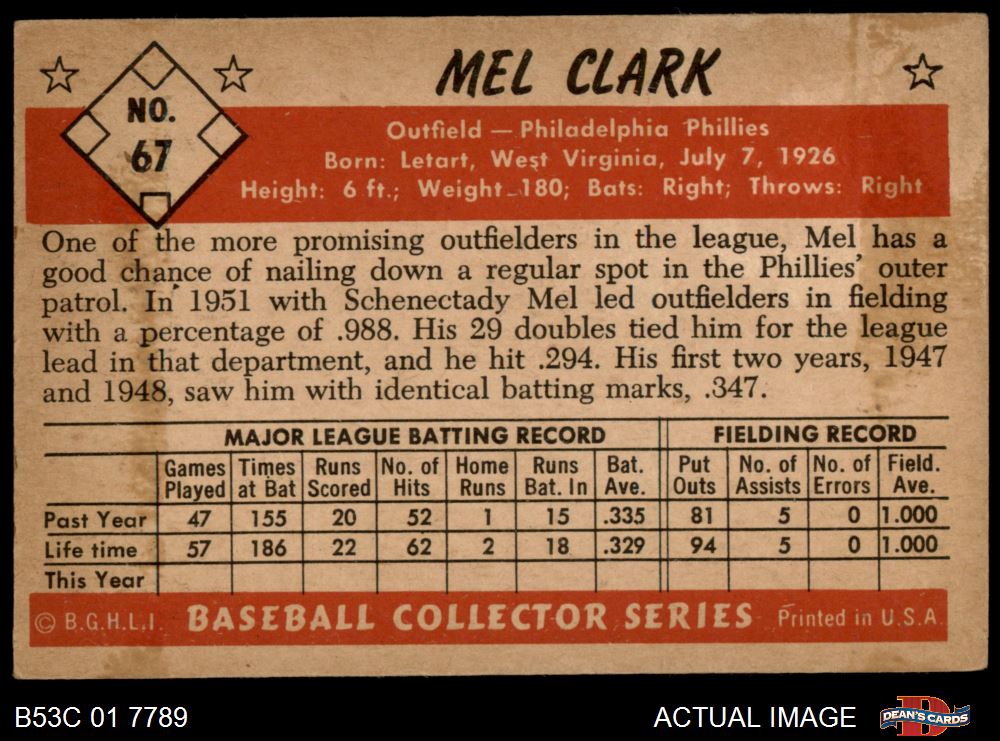 MEL CLARK
NO.
67
Outfield — Philadelphia Phillies
Born: Letart, West Virginia, July 7, 1926
Height: 6 ft.; Weight 180; Bats: Right; Throws: Right
One of the more promising outfielders in the league, Mel has a
good chance of nailing down a regular spot in the Phillies' outer
patrol. In 1951 with Schenectady Mel led outfielders in fielding
with a percentage of .988. His 29 doubles tied him for the league
lead in that department, and he hit .294. His first two years, 1947
and 1948, saw him with identical batting marks, .347.
MAJOR LEAGUE BATTING RECORD FIELDING RECORD
Games Times Runs No. of Home Runs Bat. Put No. of No. of Field.
Played at Bat Scored Hits Runs Bat. In Ave. Outs Assists Errors Ave.
Past Year 47 155 20 52 1 15 .335 81 5 0 1.000
Life time 57 186 22 62 2 18 .329 94 5 0 1.000
This Year
© B.G.H.L.I. BASEBALL COLLECTOR SERIES Printed in U.S.A.
B53C 01 7789 ACTUAL IMAGE DEAN'S CARDS